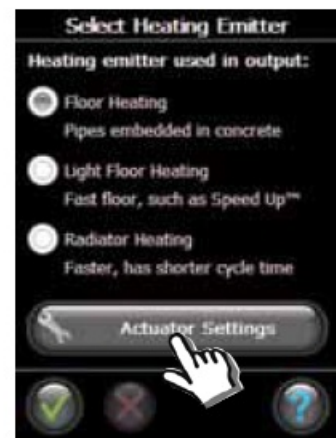 Select Heating Emitter
Heating emitter used in output:
Floor Heating
Pipes embedded in concrete
Light Floor Heating
Fast floor, such as Speed Up™
Radiator Heating
Faster, has shorter cycle time
Actuator Settings
?